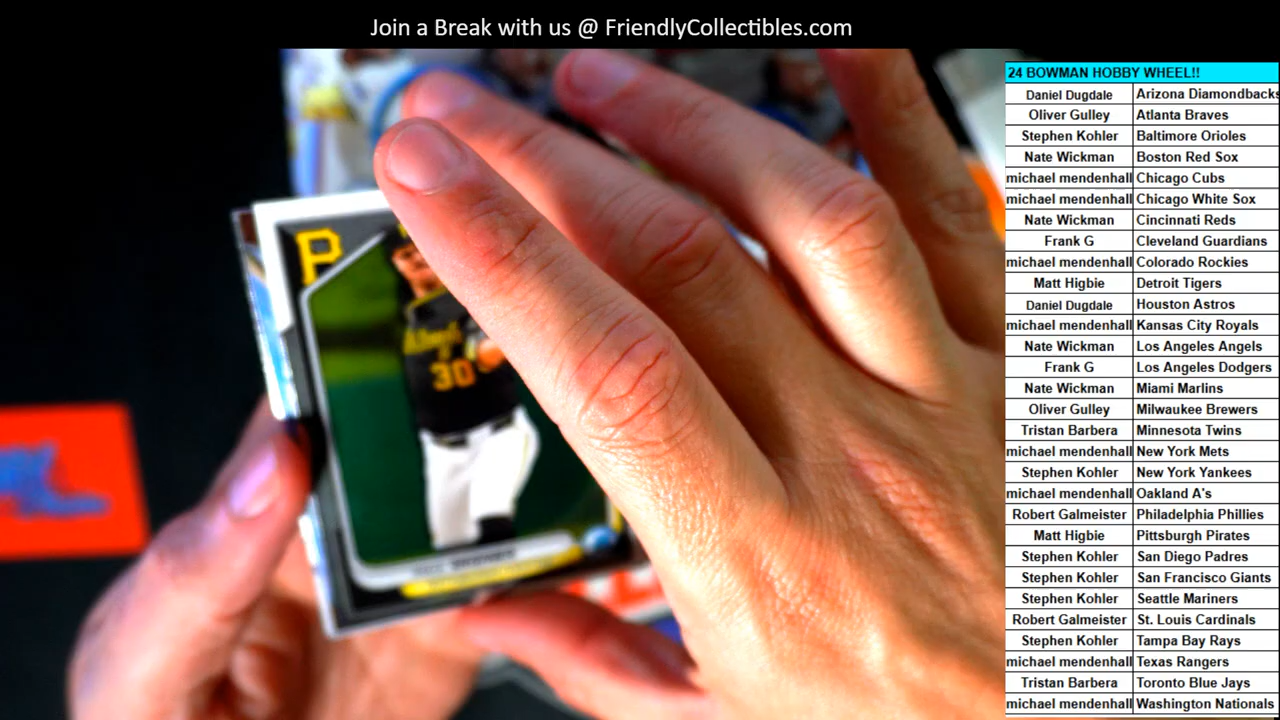 Join a Break with us @ FriendlyCollectibles.com
24 BOWMAN HOBBY WHEEL!!
Daniel Dugdale Arizona Diamondbacks
Oliver Gulley Atlanta Braves
Stephen Kohler Baltimore Orioles
Nate Wickman Boston Red Sox
michael mendenhall Chicago Cubs
michael mendenhall Chicago White Sox
Nate Wickman Cincinnati Reds
Frank G Cleveland Guardians
michael mendenhall Colorado Rockies
Matt Higbie Detroit Tigers
Daniel Dugdale Houston Astros
michael mendenhall Kansas City Royals
Nate Wickman Los Angeles Angels
Frank G Los Angeles Dodgers
Nate Wickman Miami Marlins
Oliver Gulley Milwaukee Brewers
Tristan Barbera Minnesota Twins
michael mendenhall New York Mets
Stephen Kohler New York Yankees
michael mendenhall Oakland A's
Robert Galmeister Philadelphia Phillies
Matt Higbie Pittsburgh Pirates
Stephen Kohler San Diego Padres
Stephen Kohler San Francisco Giants
Stephen Kohler Seattle Mariners
Robert Galmeister St. Louis Cardinals
Stephen Kohler Tampa Bay Rays
michael mendenhall Texas Rangers
Tristan Barbera Toronto Blue Jays
michael mendenhall Washington Nationals
P
30